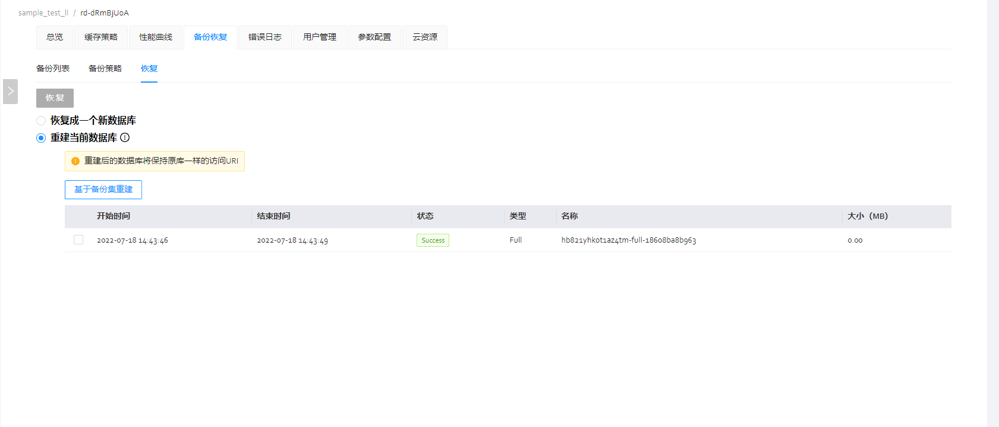 sample_test_ll / rd-dRmBjUoA
总览 缓存策略 性能曲线 备份恢复 错误日志 用户管理 参数配置 云资源
备份列表 备份策略 恢复
恢复
恢复成一个新数据库
重建当前数据库
重建后的数据库将保持原库一样的访问URI
基于备份集重建
开始时间 结束时间 状态 类型 名称 大小（MB）
2022-07-18 14:43:46 2022-07-18 14:43:49 Success Full hb821yhkot1az4tm-full-18608ba8b963 0.00